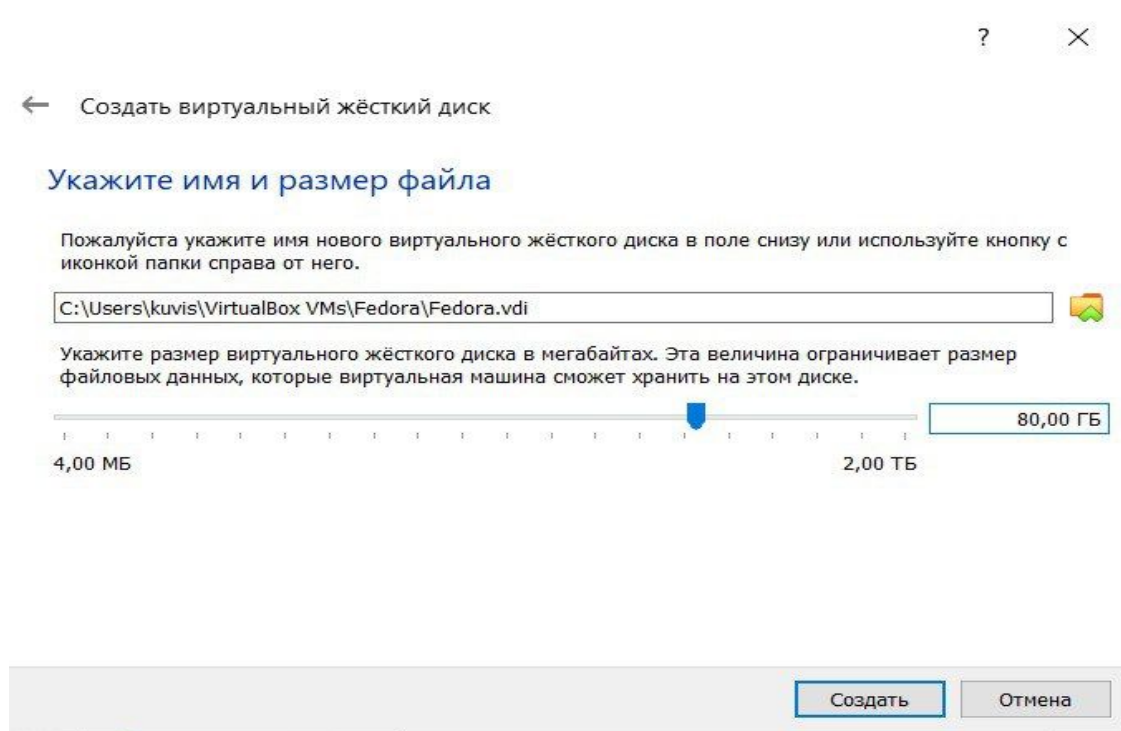 ?
Создать виртуальный жёсткий диск
Укажите имя и размер файла
Пожалуйста укажите имя нового виртуального жёсткого диска в поле снизу или используйте кнопку с
иконкой папки справа от него.
C:\Users\kuvis\VirtualBox VMs\Fedora\Fedora.vdi
Укажите размер виртуального жёсткого диска в мегабайтах. Эта величина ограничивает размер
файловых данных, которые виртуальная машина сможет хранить на этом диске.
80,00 ГБ
4,00 МБ 2,00 ТБ
Создать Отмена